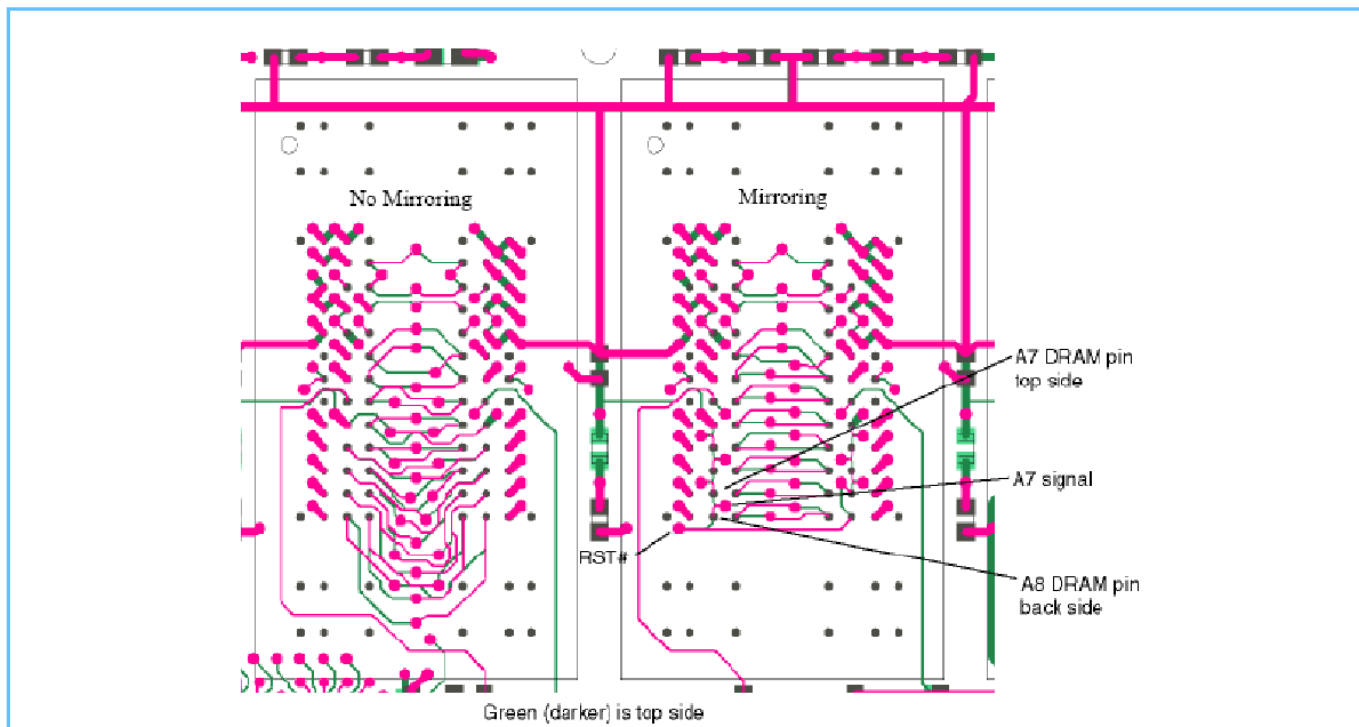 No Mirroring
Mirroring
A7 DRAM pin
top side
A7 signal
RST#
A8 DRAM pin
back side
Green (darker) is top side